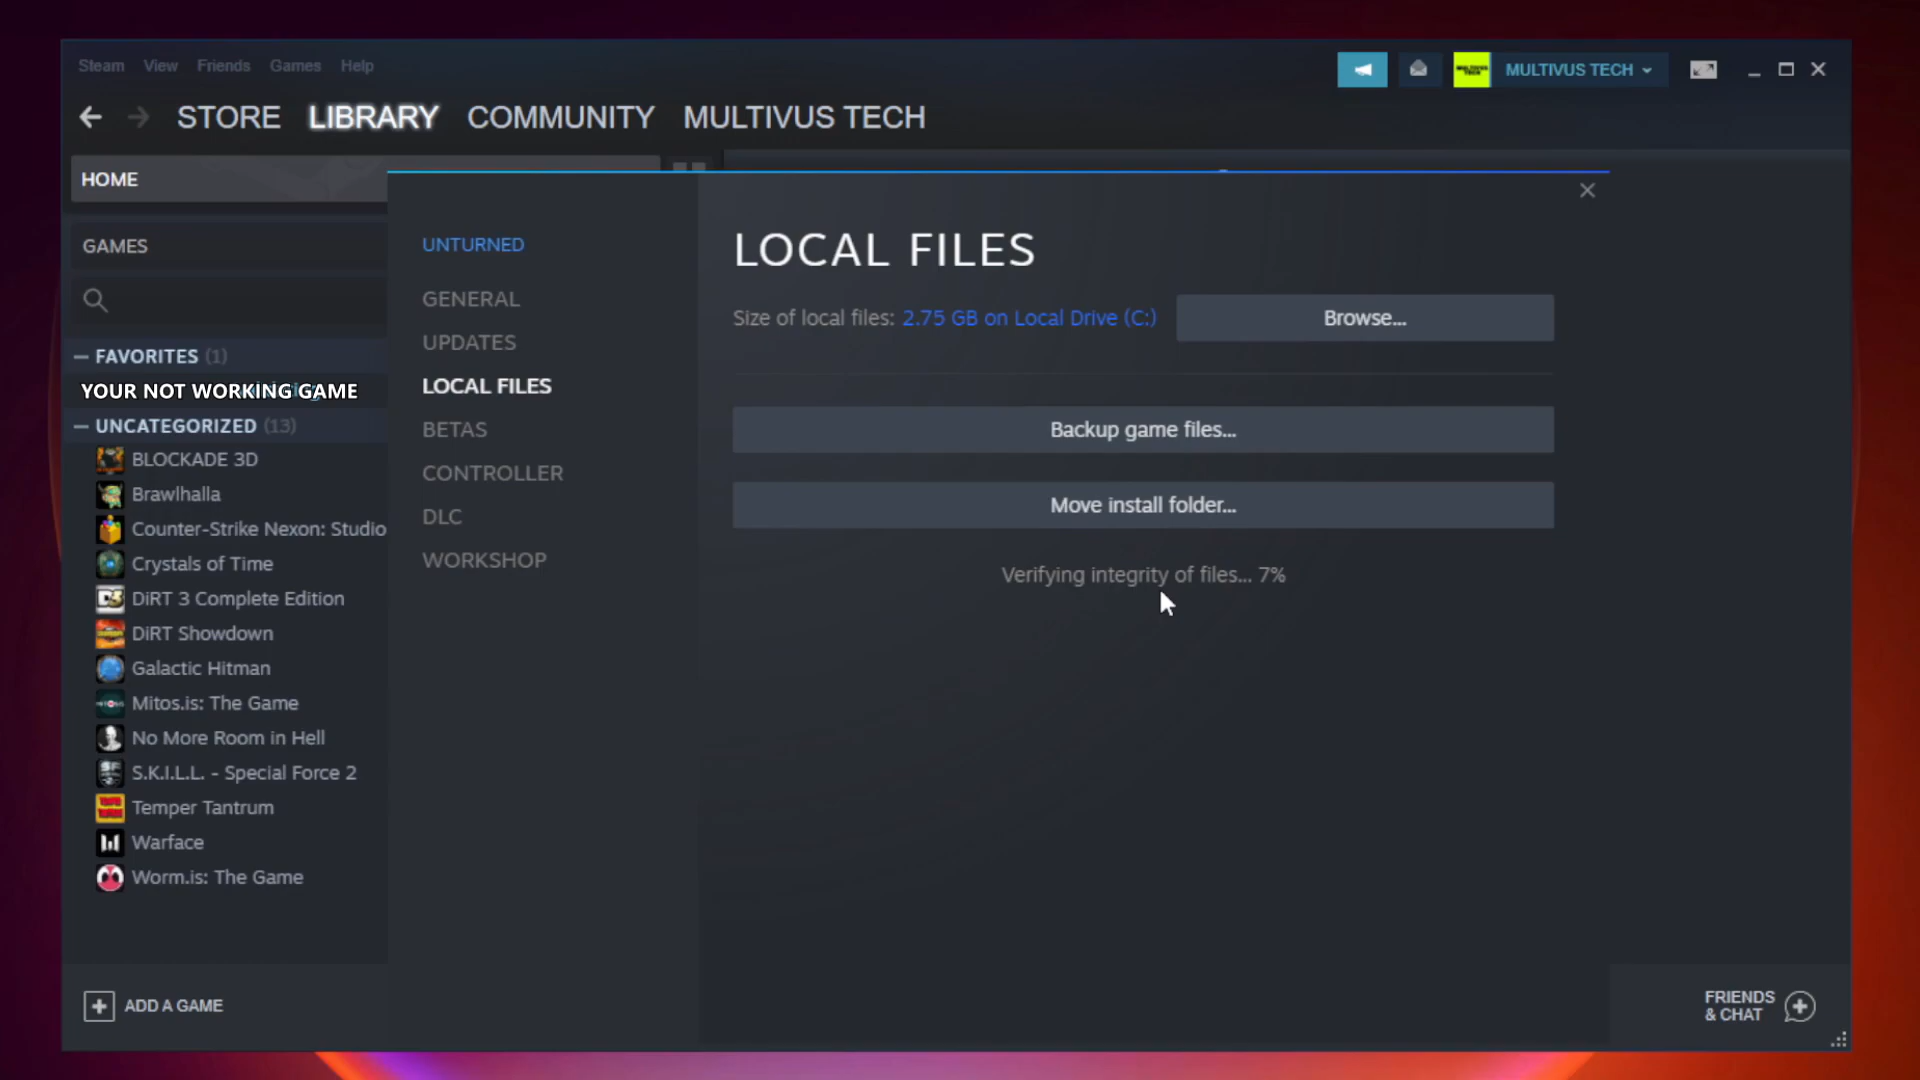 Steam View Friends Games Help
MULTIVUS TECH
STORE LIBRARY COMMUNITY MULTIVUS TECH
HOME
GAMES
FAVORITES (1)
YOUR NOT WORKING GAME
UNCATEGORIZED (13)
BLOCKADE 3D
Brawlhalla
Counter-Strike Nexon: Studio
Crystals of Time
DiRT 3 Complete Edition
DiRT Showdown
Galactic Hitman
Mitos.is: The Game
No More Room in Hell
S.K.I.L.L. - Special Force 2
Temper Tantrum
Warface
Worm.is: The Game
ADD A GAME
UNTURNED
GENERAL
UPDATES
LOCAL FILES
BETAS
CONTROLLER
DLC
WORKSHOP
LOCAL FILES
Size of local files: 2.75 GB on Local Drive (C:) Browse...
Backup game files...
Move install folder...
Verifying integrity of files... 7%
FRIENDS
& CHAT